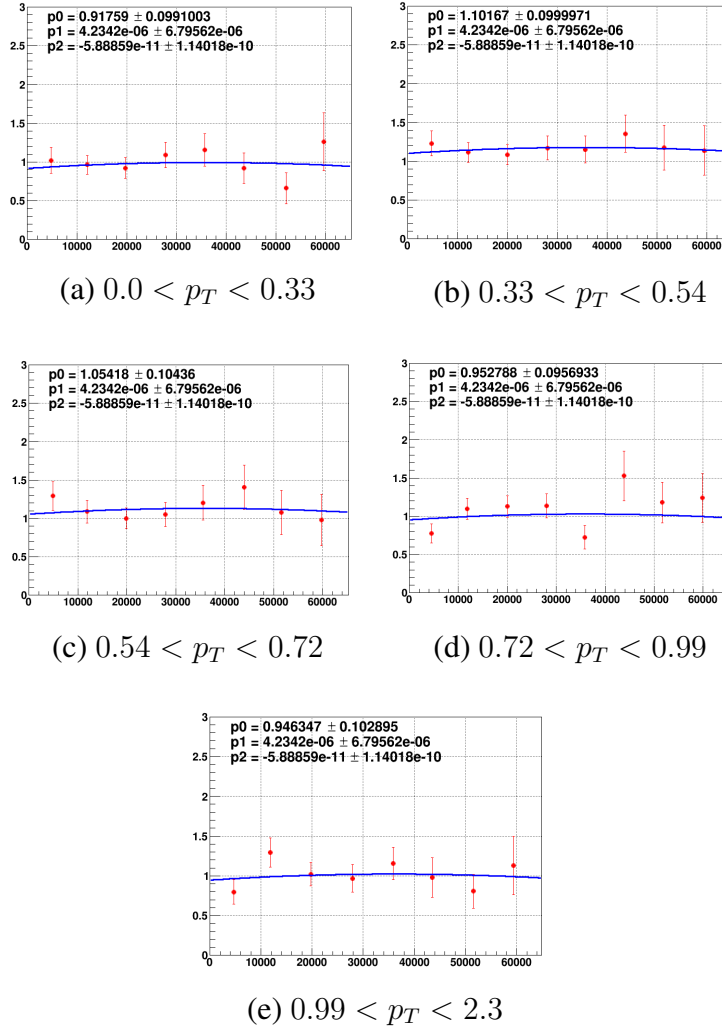 p0 = 0.91759 ± 0.0991003
p1 = 4.2342e-06 ± 6.79562e-06
p2 = -5.88859e-11 ± 1.14018e-10
3
2.5
2
1.5
1
0.5
0
0 10000 20000 30000 40000 50000 60000
(a) 0.0 < p_T < 0.33
p0 = 1.10167 ± 0.0999971
p1 = 4.2342e-06 ± 6.79562e-06
p2 = -5.88859e-11 ± 1.14018e-10
3
2.5
2
1.5
1
0.5
0
0 10000 20000 30000 40000 50000 60000
(b) 0.33 < p_T < 0.54
p0 = 1.05418 ± 0.10436
p1 = 4.2342e-06 ± 6.79562e-06
p2 = -5.88859e-11 ± 1.14018e-10
3
2.5
2
1.5
1
0.5
0
0 10000 20000 30000 40000 50000 60000
(c) 0.54 < p_T < 0.72
p0 = 0.952788 ± 0.0956933
p1 = 4.2342e-06 ± 6.79562e-06
p2 = -5.88859e-11 ± 1.14018e-10
3
2.5
2
1.5
1
0.5
0
0 10000 20000 30000 40000 50000 60000
(d) 0.72 < p_T < 0.99
p0 = 0.946347 ± 0.102895
p1 = 4.2342e-06 ± 6.79562e-06
p2 = -5.88859e-11 ± 1.14018e-10
3
2.5
2
1.5
1
0.5
0
0 10000 20000 30000 40000 50000 60000
(e) 0.99 < p_T < 2.3